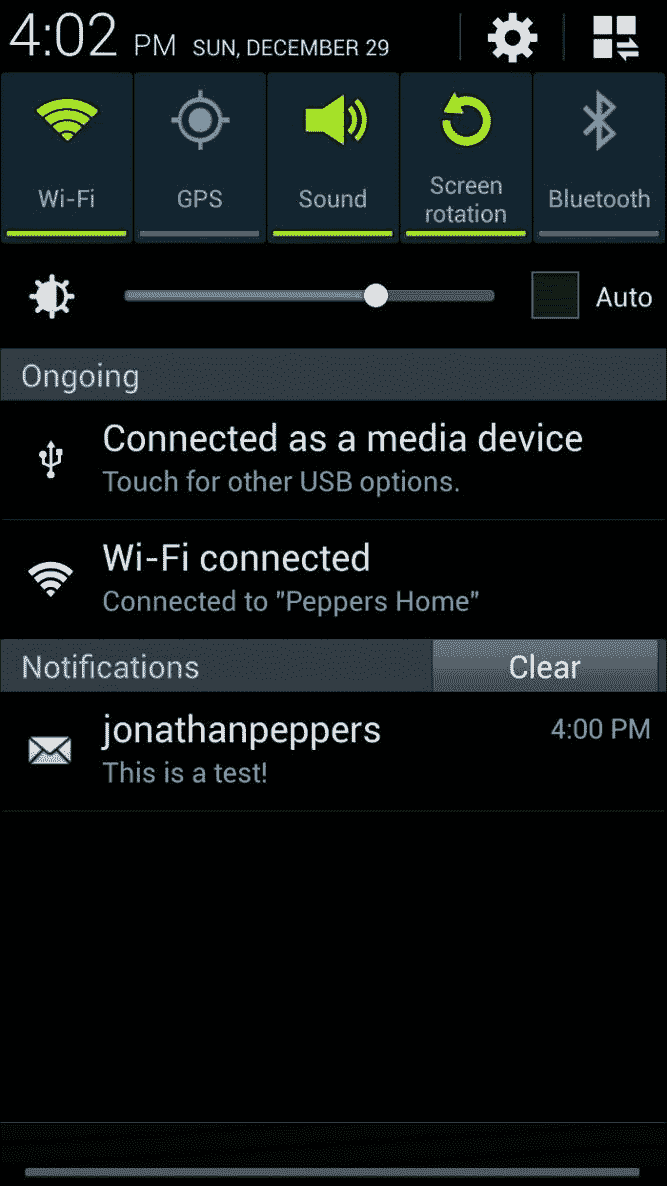 4:02 PM SUN, DECEMBER 29
Wi-Fi
GPS
Sound
Screen
rotation
Bluetooth
Auto
Ongoing
Connected as a media device
Touch for other USB options.
Wi-Fi connected
Connected to "Peppers Home"
Notifications
Clear
jonathanpeppers
4:00 PM
This is a test!